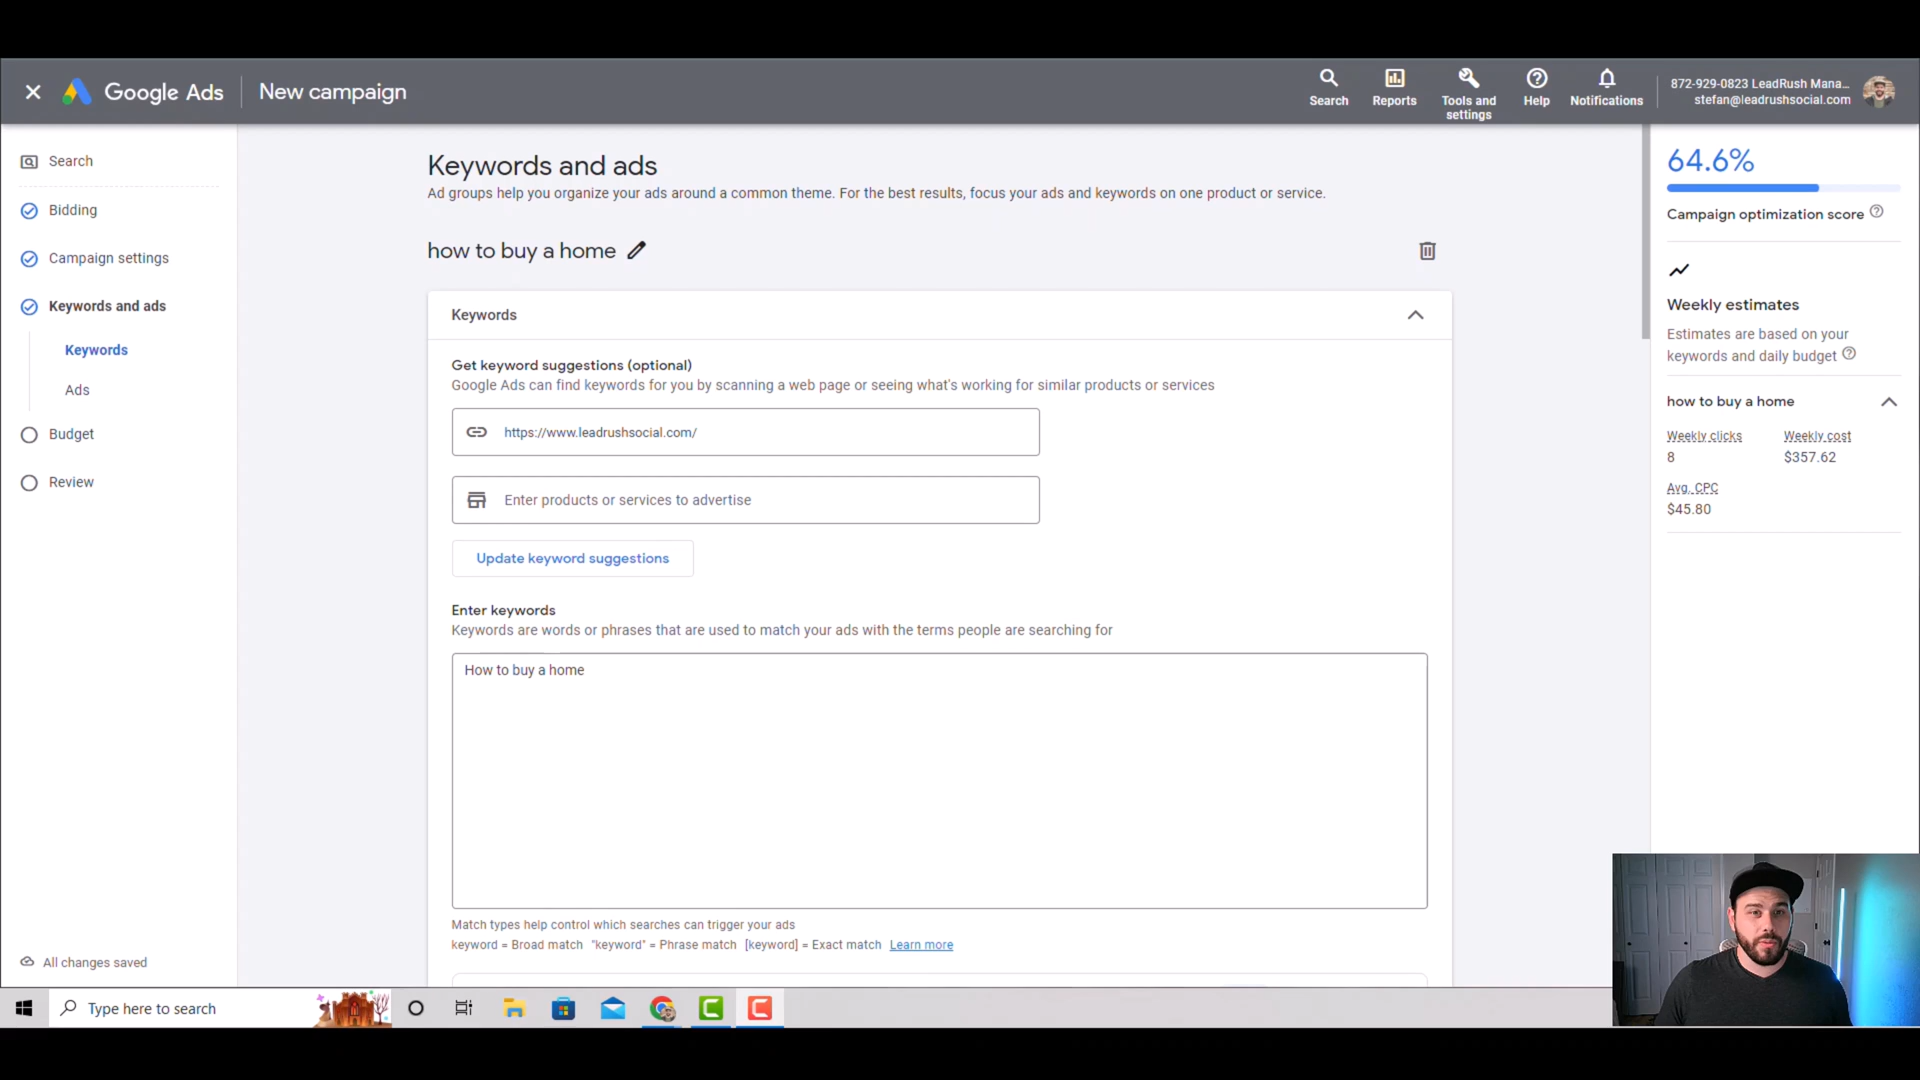 Google Ads
New campaign
Search
Reports
Tools and
settings
Help
Notifications
872-929-0823 LeadRush Mana...
stefan@leadrushsocial.com
Search
Bidding
Campaign settings
Keywords and ads
Keywords
Ads
Budget
Review
All changes saved
Keywords and ads
Ad groups help you organize your ads around a common theme. For the best results, focus your ads and keywords on one product or service.
how to buy a home
Keywords
Get keyword suggestions (optional)
Google Ads can find keywords for you by scanning a web page or seeing what's working for similar products or services
https://www.leadrushsocial.com/
Enter products or services to advertise
Update keyword suggestions
Enter keywords
Keywords are words or phrases that are used to match your ads with the terms people are searching for
How to buy a home
Match types help control which searches can trigger your ads
keyword = Broad match "keyword" = Phrase match [keyword] = Exact match Learn more
64.6%
Campaign optimization score
Weekly estimates
Estimates are based on your
keywords and daily budget
how to buy a home
Weekly clicks
8
Weekly cost
$357.62
Avg. CPC
$45.80
Type here to search